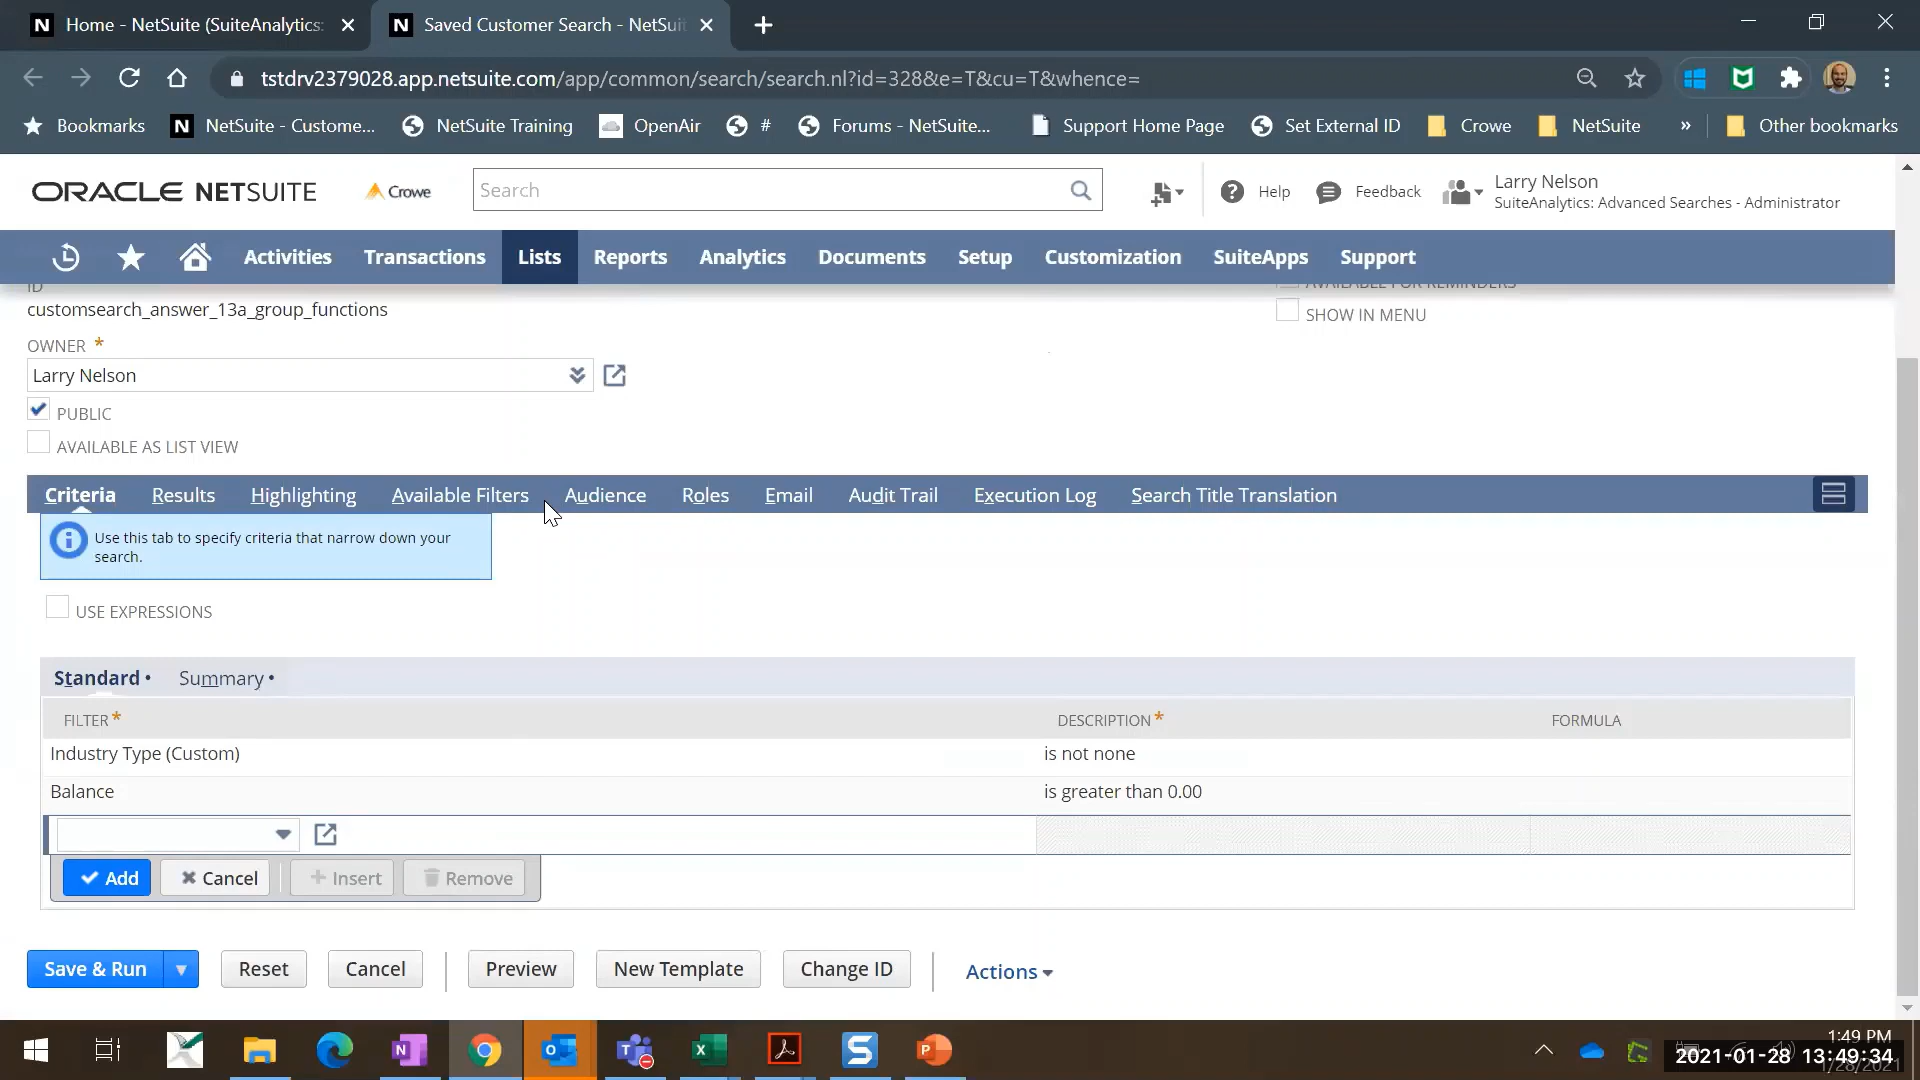 Home - NetSuite (SuiteAnalytics:
Saved Customer Search - NetSui
tstdrv2379028.app.netsuite.com/app/common/search/search.nl?id=328&e=T&cu=T&whence=
Bookmarks
NetSuite - Custome...
NetSuite Training
OpenAir
#
Forums - NetSuite...
Support Home Page
Set External ID
Crowe
NetSuite
»
Other bookmarks
ORACLE NETSUITE
Crowe
Search
Help
Feedback
Larry Nelson
SuiteAnalytics: Advanced Searches - Administrator
Activities
Transactions
Lists
Reports
Analytics
Documents
Setup
Customization
SuiteApps
Support
ID
AVAILABLE FOR REMINDERS
customsearch_answer_13a_group_functions
SHOW IN MENU
OWNER *
Larry Nelson
PUBLIC
AVAILABLE AS LIST VIEW
Criteria
Results
Highlighting
Available Filters
Audience
Roles
Email
Audit Trail
Execution Log
Search Title Translation
Use this tab to specify criteria that narrow down your
search.
USE EXPRESSIONS
Standard •
Summary •
FILTER *
DESCRIPTION *
FORMULA
Industry Type (Custom)
is not none
Balance
is greater than 0.00
Add
Cancel
Insert
Remove
Save & Run
Reset
Cancel
Preview
New Template
Change ID
Actions
1:49 PM
2021-01-28 13:49:34